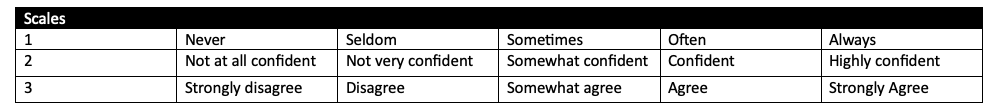 Scales
1 Never Seldom Sometimes Often Always
2 Not at all confident Not very confident Somewhat confident Confident Highly confident
3 Strongly disagree Disagree Somewhat agree Agree Strongly Agree